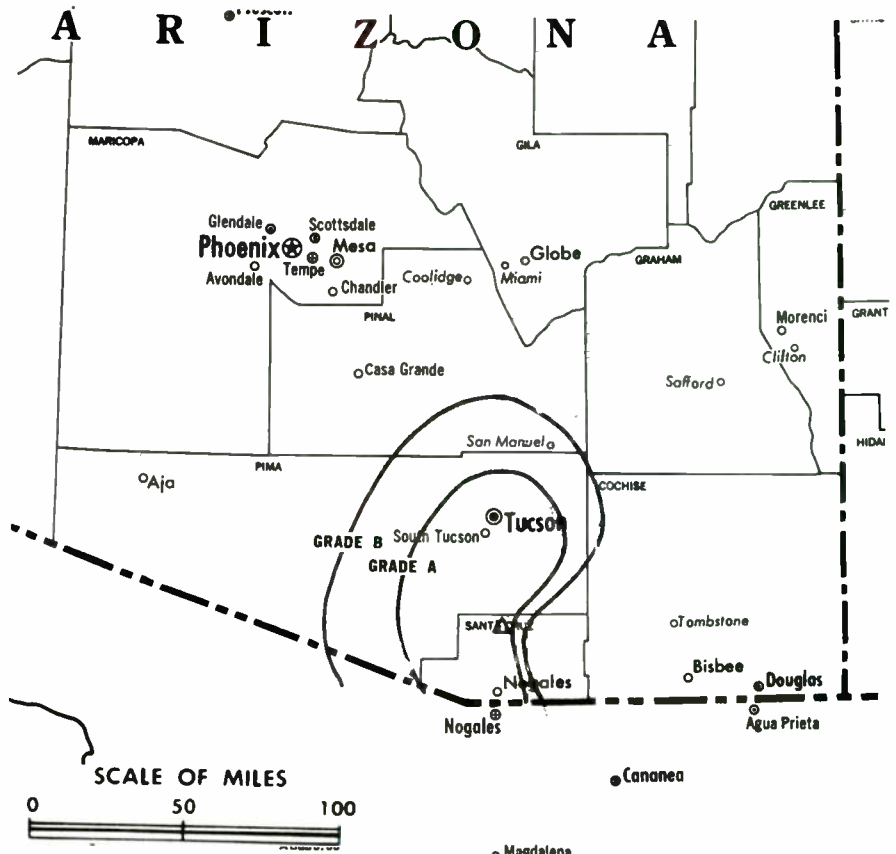 A R I Z O N A
MARICOPA
GILA
GREENLEE
Glendale
Scottsdale
Phoenix
Mesa
Globe
GRAHAM
Avondale
Tempe
Coolidge
Miami
Chandler
PINAL
GRANT
Morenci
Clifton
Casa Grande
Safford
San Manuel
HIDAI
PIMA
Aja
COCHISE
Tucson
South Tucson
GRADE B
GRADE A
SANTA CRUZ
Tombstone
Bisbee
Nogales
Douglas
Nogales
Agua Prieta
SCALE OF MILES
Cananea
0 50 100
Magdalena